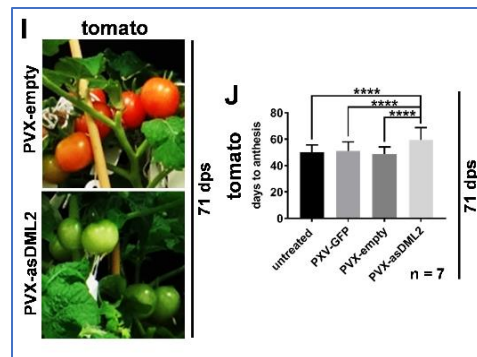 I
tomato
PVX-empty
PVX-asDML2
71 dps
J
tomato
days to anthesis
80
60
40
20
0
****
****
****
untreated
PXV-GFP
PVX-empty
PVX-asDML2
n = 7
71 dps